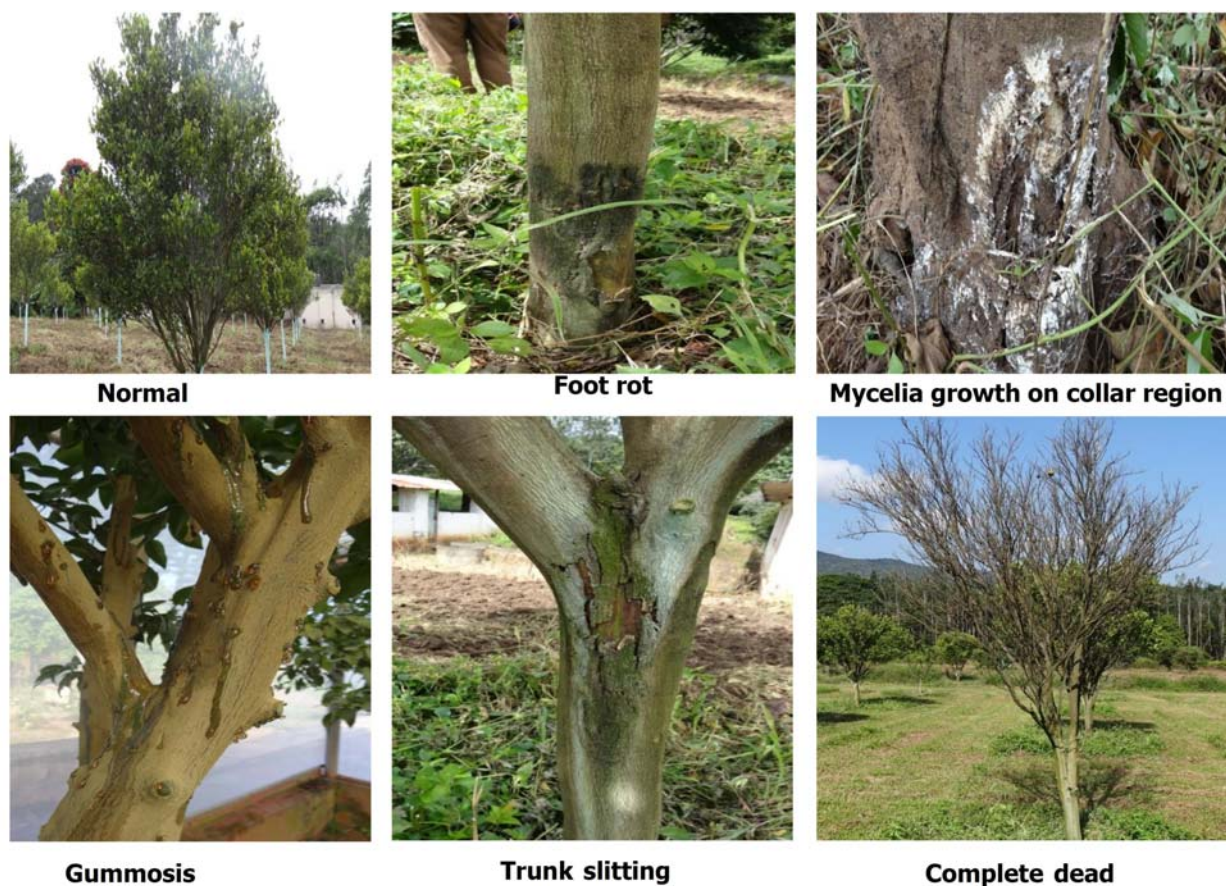 Normal
Foot rot
Mycelia growth on collar region
Gummosis
Trunk slitting
Complete dead